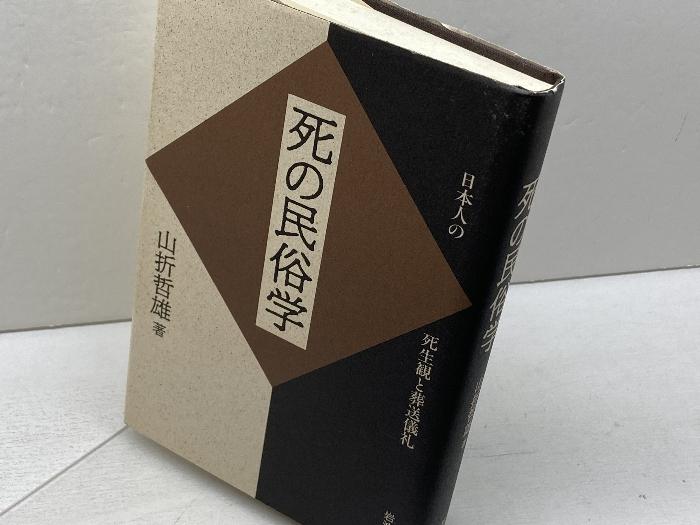 死の民俗学
日本人の
死生観と葬送儀礼
山折哲雄 著
死の民俗学